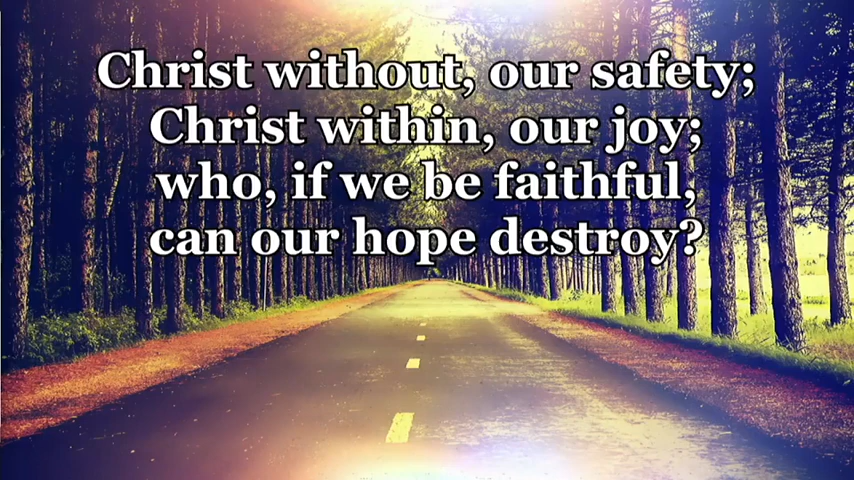 Christ without, our safety;
Christ within, our joy;
who, if we be faithful,
can our hope destroy?